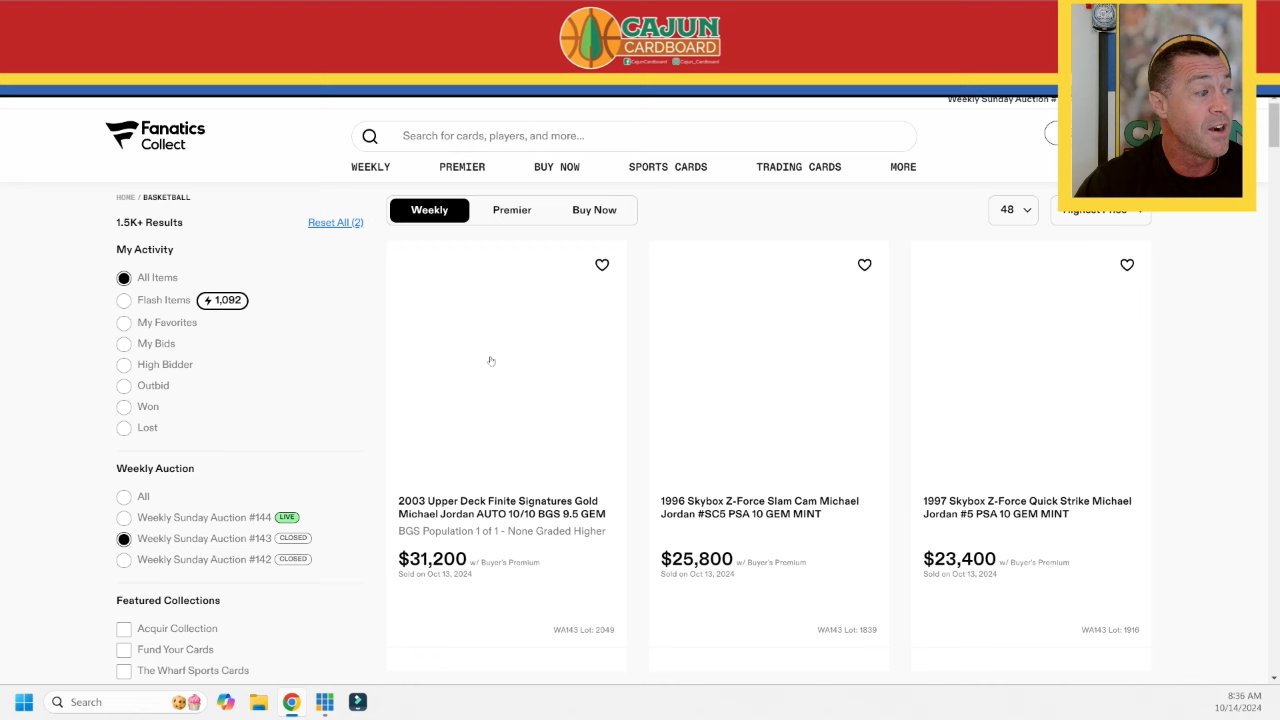 CAJUN
CARDBOARD
CajunCardboard Cajun_Cardboard
Weekly Sunday Auction #
Fanatics
Collect
Search for cards, players, and more...
WEEKLY PREMIER BUY NOW SPORTS CARDS TRADING CARDS MORE
HOME / BASKETBALL
1.5K+ Results
Reset All (2)
Weekly Premier Buy Now
48
Highest Price
My Activity
All Items
Flash Items 1,092
My Favorites
My Bids
High Bidder
Outbid
Won
Lost
Weekly Auction
All
Weekly Sunday Auction #144 LIVE
Weekly Sunday Auction #143 CLOSED
Weekly Sunday Auction #142 CLOSED
Featured Collections
Acquir Collection
Fund Your Cards
The Wharf Sports Cards
2003 Upper Deck Finite Signatures Gold
Michael Jordan AUTO 10/10 BGS 9.5 GEM
BGS Population 1 of 1 - None Graded Higher
$31,200 w/ Buyer's Premium
Sold on Oct 13, 2024
WA143 Lot: 2049
1996 Skybox Z-Force Slam Cam Michael
Jordan #SC5 PSA 10 GEM MINT
$25,800 w/ Buyer's Premium
Sold on Oct 13, 2024
WA143 Lot: 1839
1997 Skybox Z-Force Quick Strike Michael
Jordan #5 PSA 10 GEM MINT
$23,400 w/ Buyer's Premium
Sold on Oct 13, 2024
WA143 Lot: 1916
Search
8:36 AM
10/14/2024